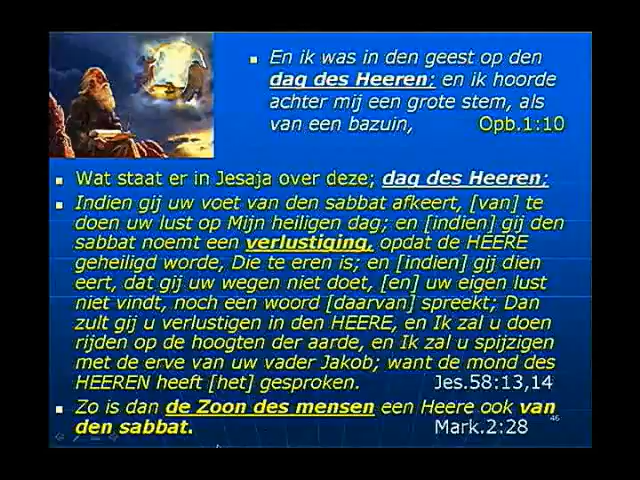 En ik was in den geest op den
dag des Heeren; en ik hoorde
achter mij een grote stem, als
van een bazuin, Opb.1:10
Wat staat er in Jesaja over deze; dag des Heeren;
Indien gij uw voet van den sabbat afkeert, [van] te
doen uw lust op Mijn heiligen dag; en [indien] gij den
sabbat noemt een verlustiging, opdat de HEERE
geheiligd worde, Die te eren is; en [indien] gij dien
eert, dat gij uw wegen niet doet, [en] uw eigen lust
niet vindt, noch een woord [daarvan] spreekt; Dan
zult gij u verlustigen in den HEERE, en Ik zal u doen
rijden op de hoogten der aarde, en Ik zal u spijzigen
met de erve van uw vader Jakob; want de mond des
HEEREN heeft [het] gesproken. Jes.58:13,14
Zo is dan de Zoon des mensen een Heere ook van
den sabbat. Mark.2:28
46